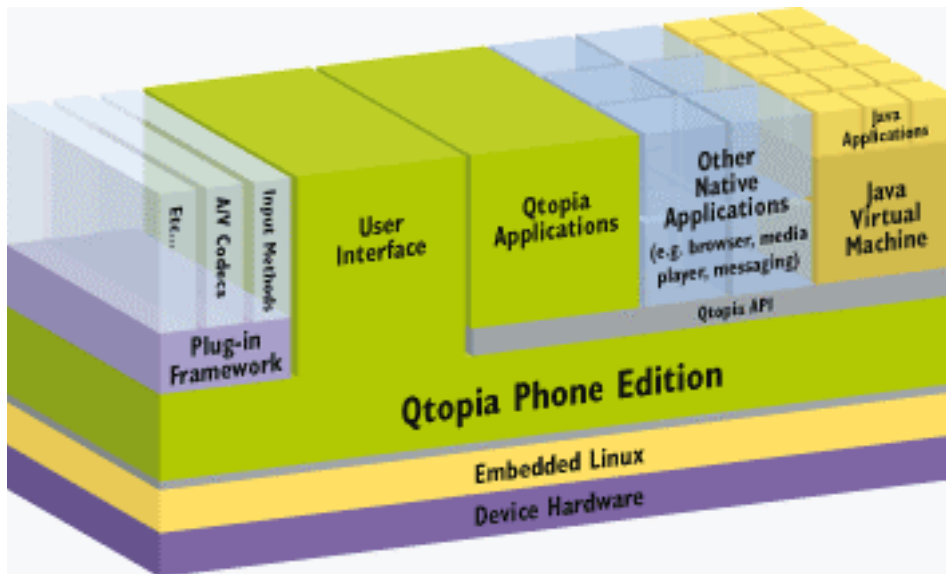 Etc...
A/V Codecs
Input Methods
Plug-in
Framework
User
Interface
Qtopia
Applications
Other
Native
Applications
(e.g. browser, media
player, messaging)
Java
Applications
Java
Virtual
Machine
Qtopia API
Qtopia Phone Edition
Embedded Linux
Device Hardware